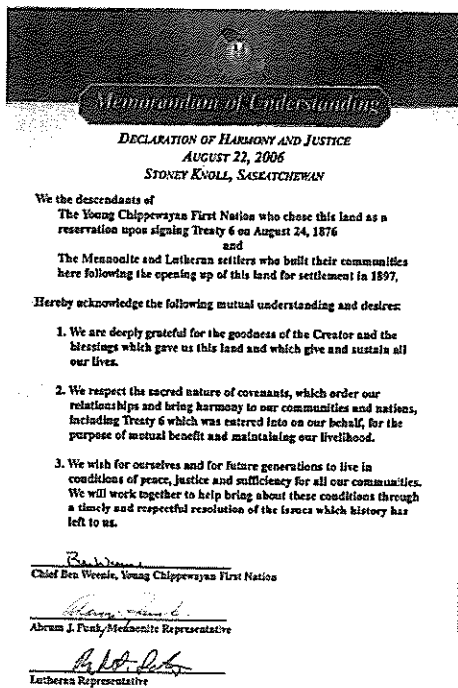 Memorandum of Understanding
DECLARATION OF HARMONY AND JUSTICE
AUGUST 22, 2006
STONEY KNOLL, SASKATCHEWAN
We the descendants of
The Young Chippewayan First Nation who chose this land as a
reservation upon signing Treaty 6 on August 24, 1876
and
The Mennonite and Lutheran settlers who built their communities
here following the opening up of this land for settlement in 1897,
Hereby acknowledge the following mutual understanding and desires:
1. We are deeply grateful for the goodness of the Creator and the
blessings which gave us this land and which give and sustain all
our lives.
2. We respect the sacred nature of covenants, which order our
relationships and bring harmony to our communities and nations,
including Treaty 6 which was entered into on our behalf, for the
purpose of mutual benefit and maintaining our livelihood.
3. We wish for ourselves and for future generations to live in
conditions of peace, justice and sufficiency for all our communities.
We will work together to help bring about these conditions through
a timely and respectful resolution of the issues which history has
left to us.
Chief Ben Weenie, Young Chippewayan First Nation
Abram J. Funk, Mennonite Representative
Lutheran Representative